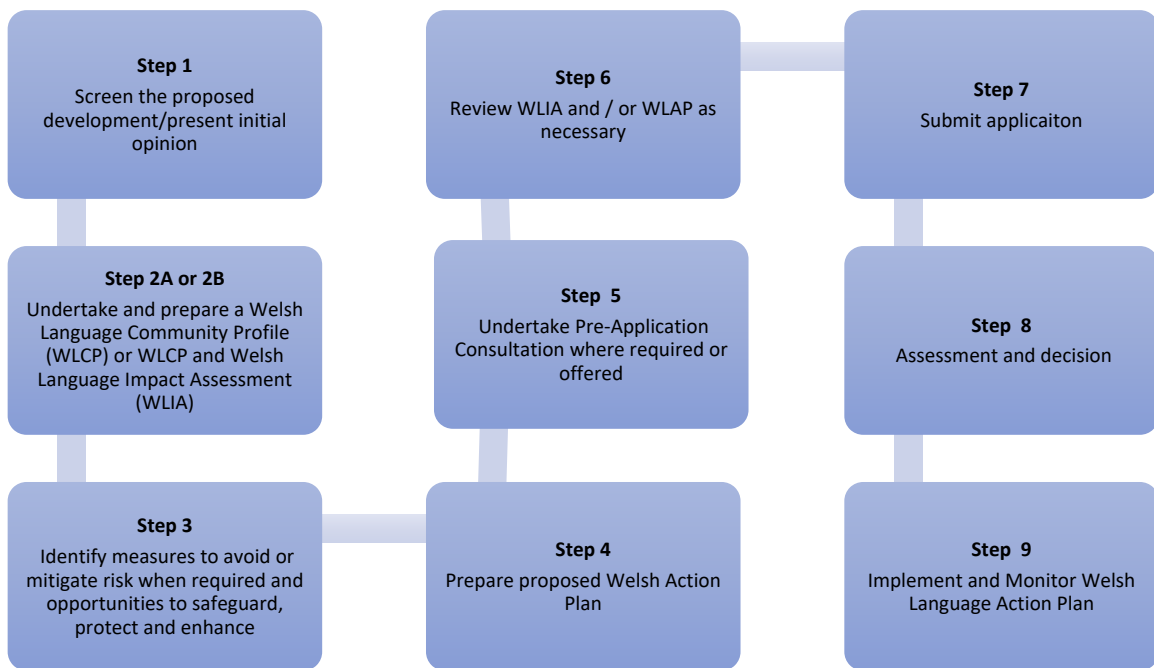 Step 1
Screen the proposed
development/present initial
opinion
Step 2A or 2B
Undertake and prepare a Welsh
Language Community Profile
(WLCP) or WLCP and Welsh
Language Impact Assessment
(WLIA)
Step 3
Identify measures to avoid or
mitigate risk when required and
opportunities to safeguard,
protect and enhance
Step 4
Prepare proposed Welsh Action
Plan
Step 5
Undertake Pre-Application
Consultation where required or
offered
Step 6
Review WLIA and / or WLAP as
necessary
Step 7
Submit applicaiton
Step 8
Assessment and decision
Step 9
Implement and Monitor Welsh
Language Action Plan